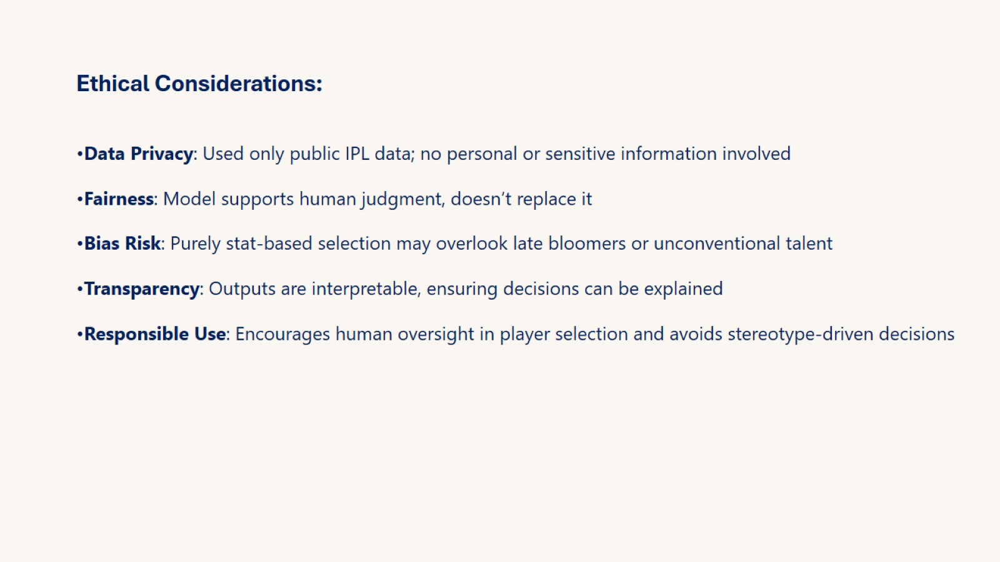 Ethical Considerations:
•Data Privacy: Used only public IPL data; no personal or sensitive information involved
•Fairness: Model supports human judgment, doesn’t replace it
•Bias Risk: Purely stat-based selection may overlook late bloomers or unconventional talent
•Transparency: Outputs are interpretable, ensuring decisions can be explained
•Responsible Use: Encourages human oversight in player selection and avoids stereotype-driven decisions